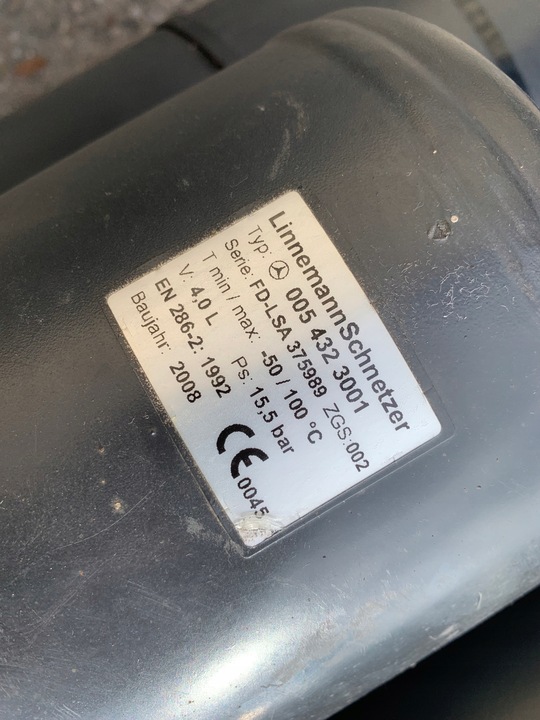 LinnemannSchnetzer
Typ: 005 432 3001
Serie: FD-LSA 375989 ZGS:002
T min / max: -50 / 100 °C
V: 4,0 L Ps: 15,5 bar
EN 286-2: 1992
Baujahr: 2008 CE 0045